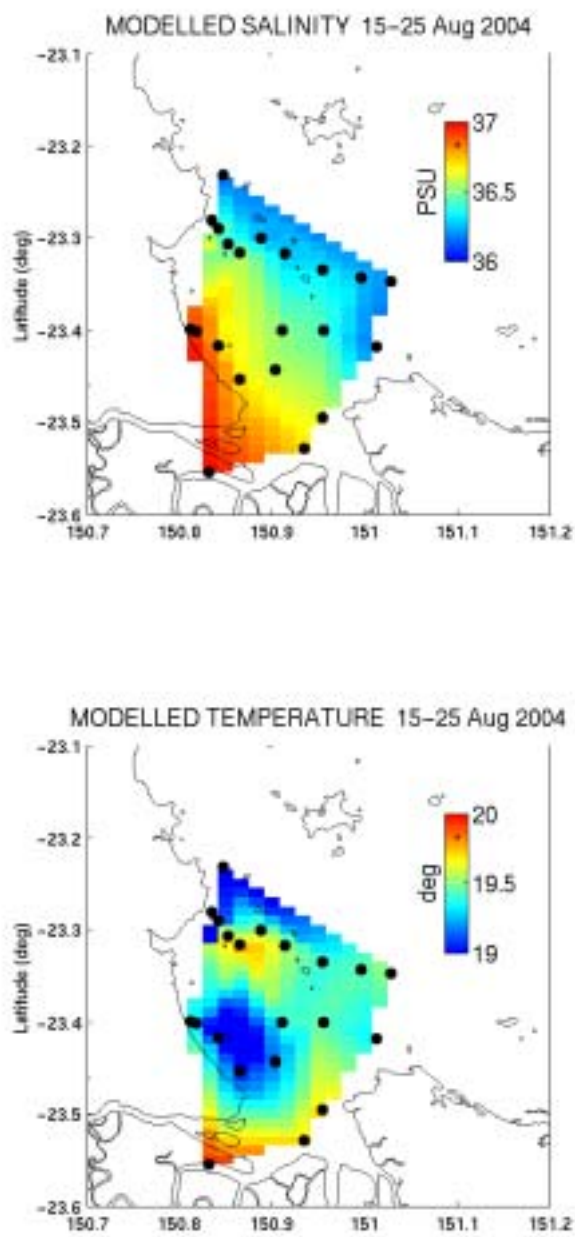 MODELLED SALINITY 15-25 Aug 2004
-23.1
37
-23.2
PSU
36.5
-23.3
36
Latitude (deg)
-23.4
-23.5
-23.6
150.7 150.8 150.9 151 151.1 151.2
MODELLED TEMPERATURE 15-25 Aug 2004
-23.1
20
-23.2
deg
19.5
-23.3
19
Latitude (deg)
-23.4
-23.5
-23.6
150.7 150.8 150.9 151 151.1 151.2